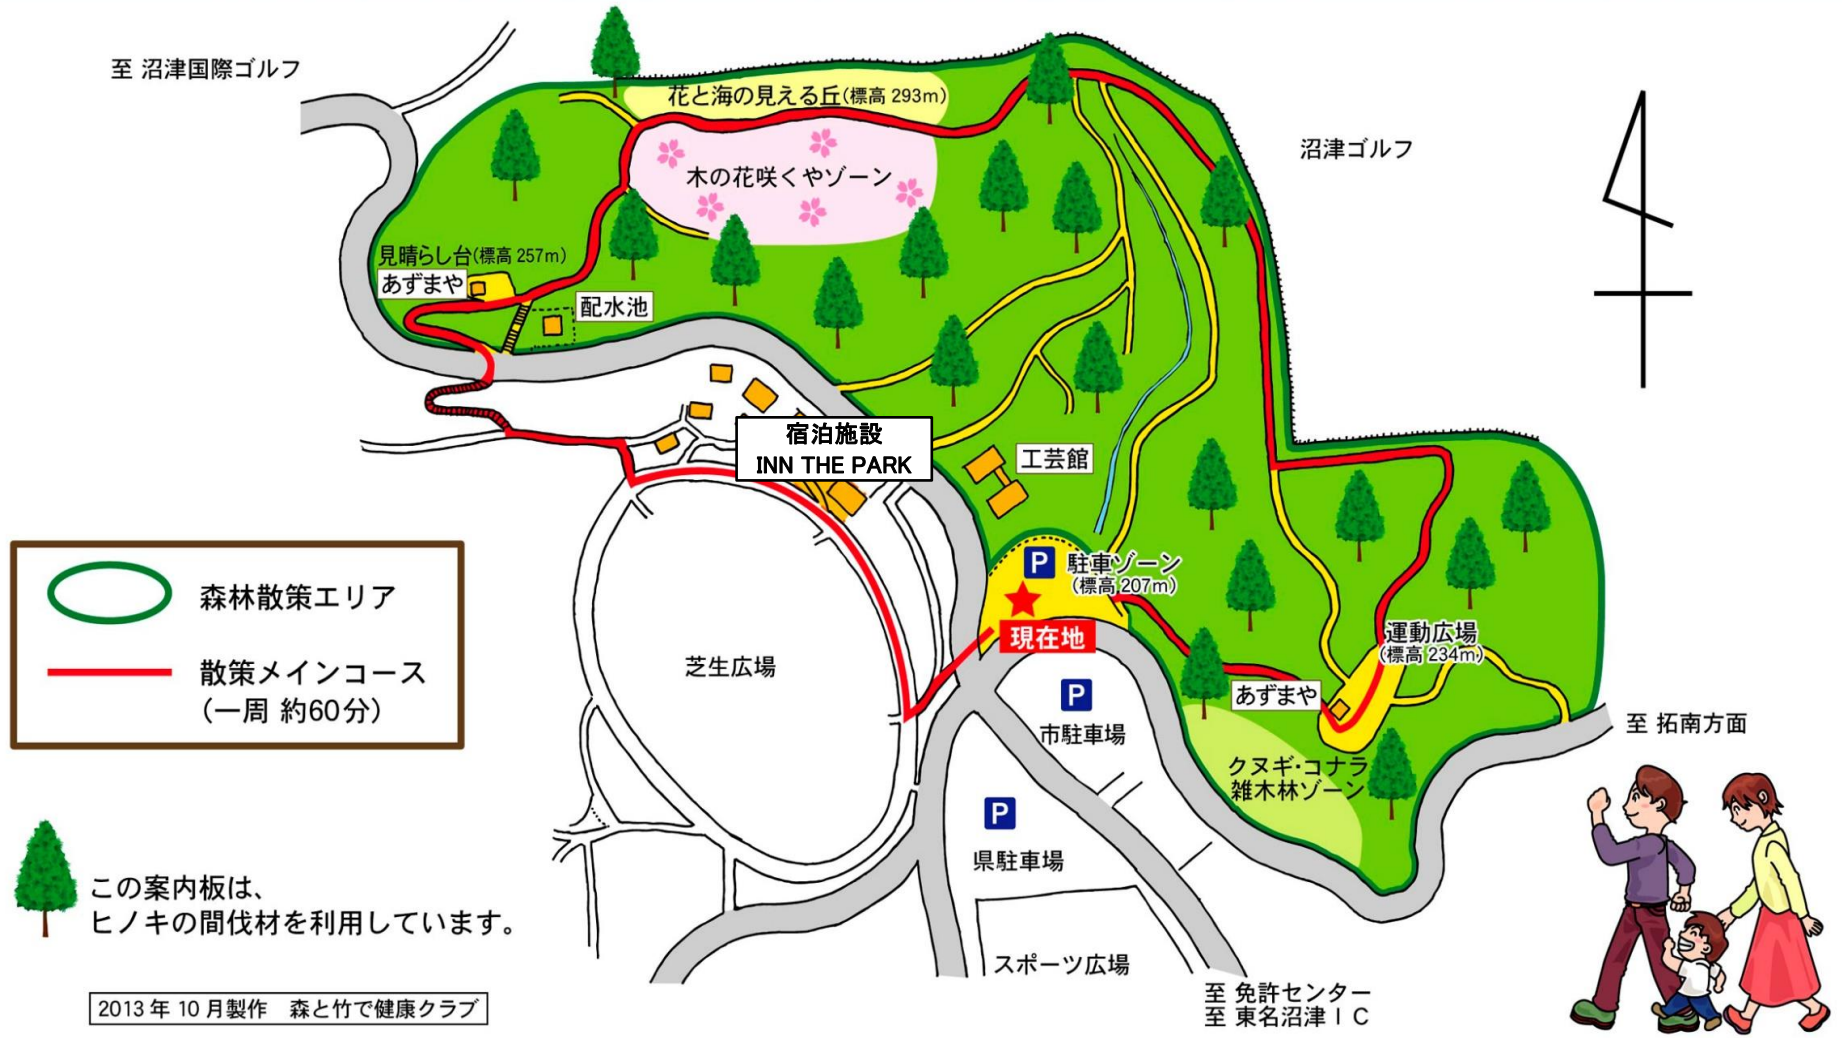 至 沼津国際ゴルフ
花と海の見える丘(標高 293m)
沼津ゴルフ
木の花咲くやゾーン
見晴らし台(標高 257m)
あずまや
配水池
宿泊施設
INN THE PARK
工芸館
P
駐車ゾーン
(標高 207m)
現在地
森林散策エリア
散策メインコース
(一周 約60分)
芝生広場
運動広場
(標高 234m)
あずまや
P
市駐車場
至 拓南方面
クヌギ・コナラ
雑木林ゾーン
P
県駐車場
この案内板は、
ヒノキの間伐材を利用しています。
スポーツ広場
至 免許センター
至 東名沼津IC
2013年10月製作 森と竹で健康クラブ